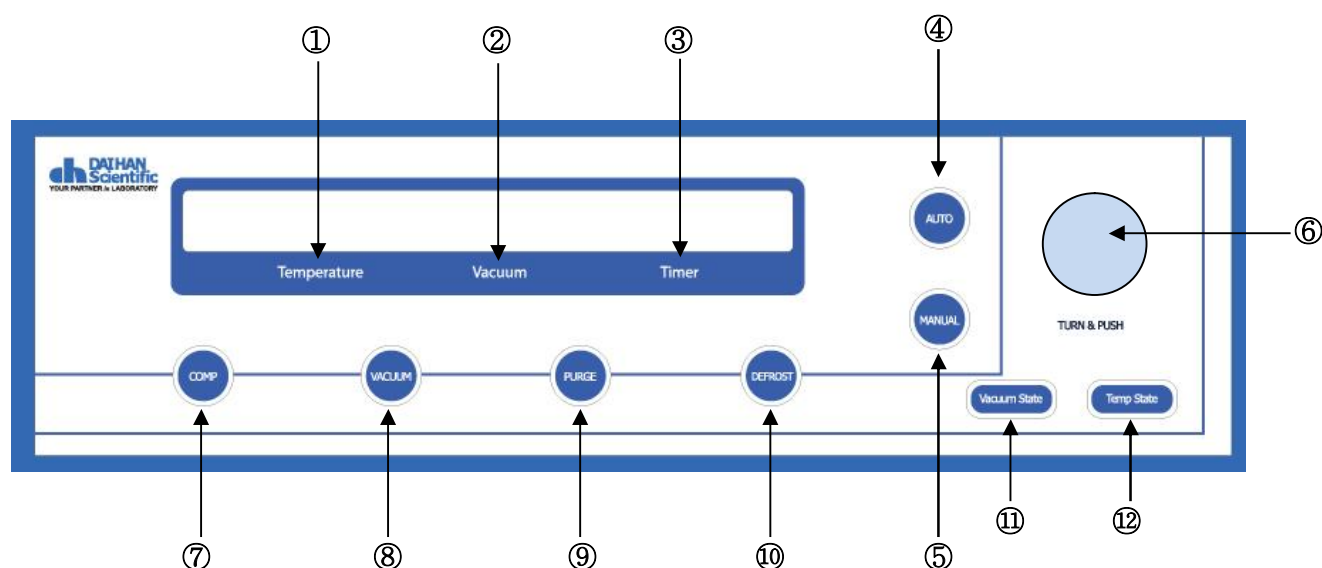 ① ② ③ ④
DAIHAN
Scientific
YOUR PARTNER in LABORATORY
AUTO
⑥
Temperature Vacuum Timer
MANUAL
TURN & PUSH
COMP VACUUM PURGE DEFROST
Vacuum State Temp State
⑦ ⑧ ⑨ ⑩ ⑤ ⑪ ⑫